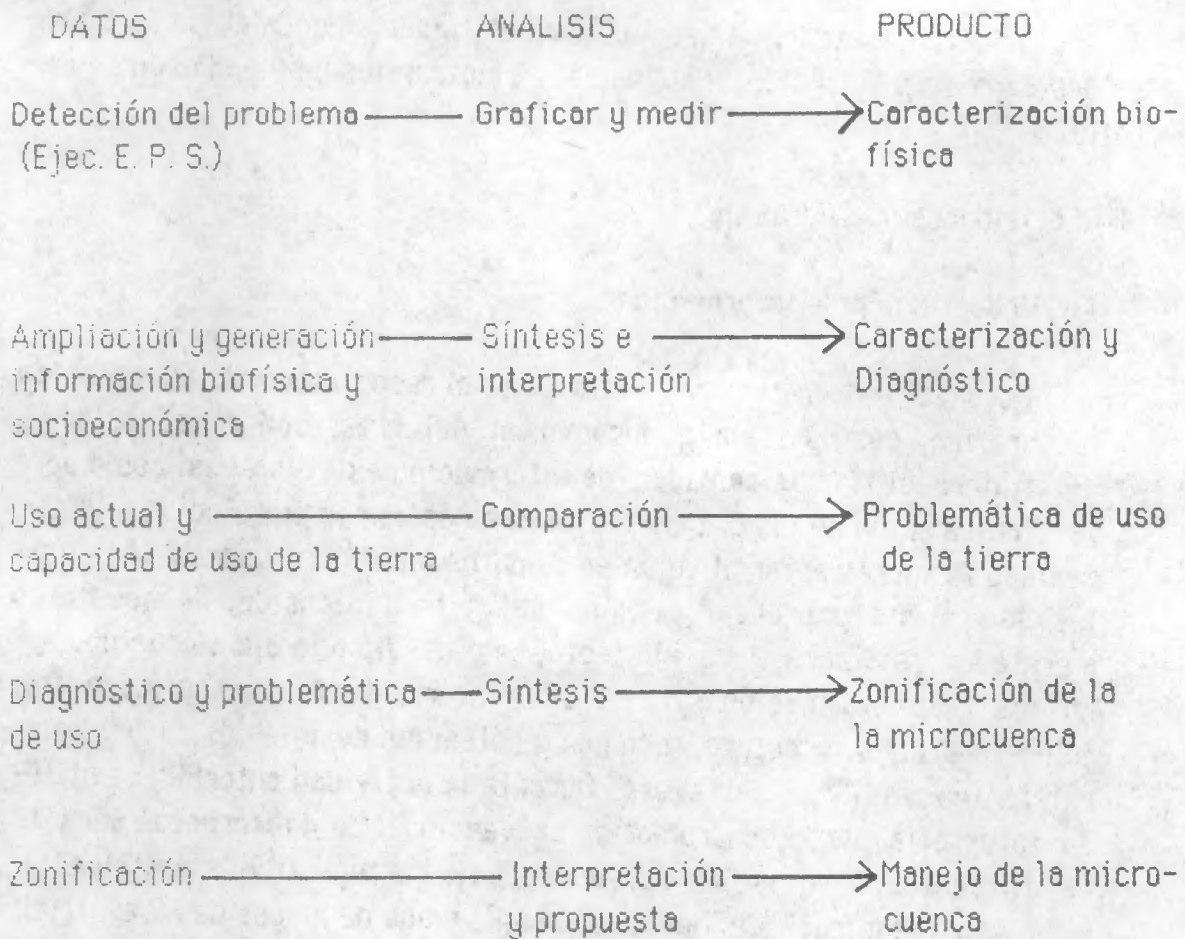 DATOS ANALISIS PRODUCTO
Detección del problema Graficar y medir Caracterización bio-
(Ejec. E. P. S.) física
Ampliación y generación Síntesis e Caracterización y
información biofísica y interpretación Diagnóstico
socioeconómica
Uso actual y Comparación Problemática de uso
capacidad de uso de la tierra de la tierra
Diagnóstico y problemática Síntesis Zonificación de la
de uso la microcuenca
Zonificación Interpretación Manejo de la micro-
y propuesta cuenca